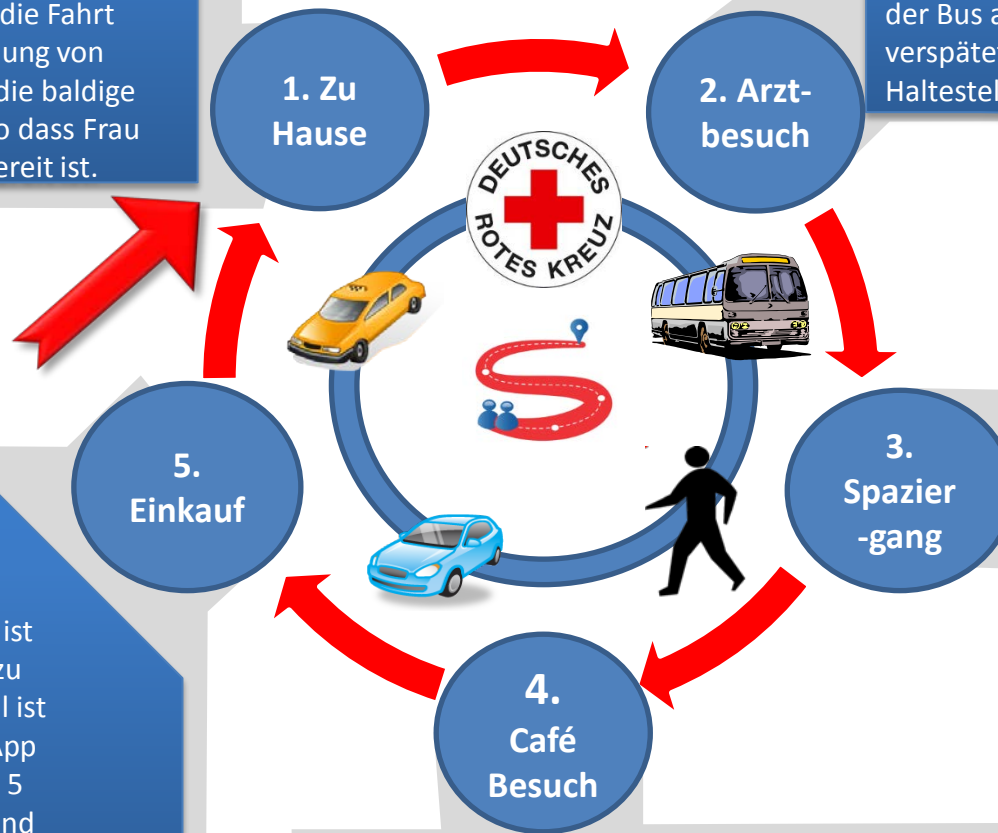 die Fahrt
ung von
die baldige
o dass Frau
ereit ist.
1. Zu
Hause
2. Arzt-
besuch
der Bus a
verspätet
Haltestel
DEUTSCHES
ROTES KREUZ
3.
Spazier
-gang
4.
Café
Besuch
5.
Einkauf
ist
zu
l ist
App
5
nd